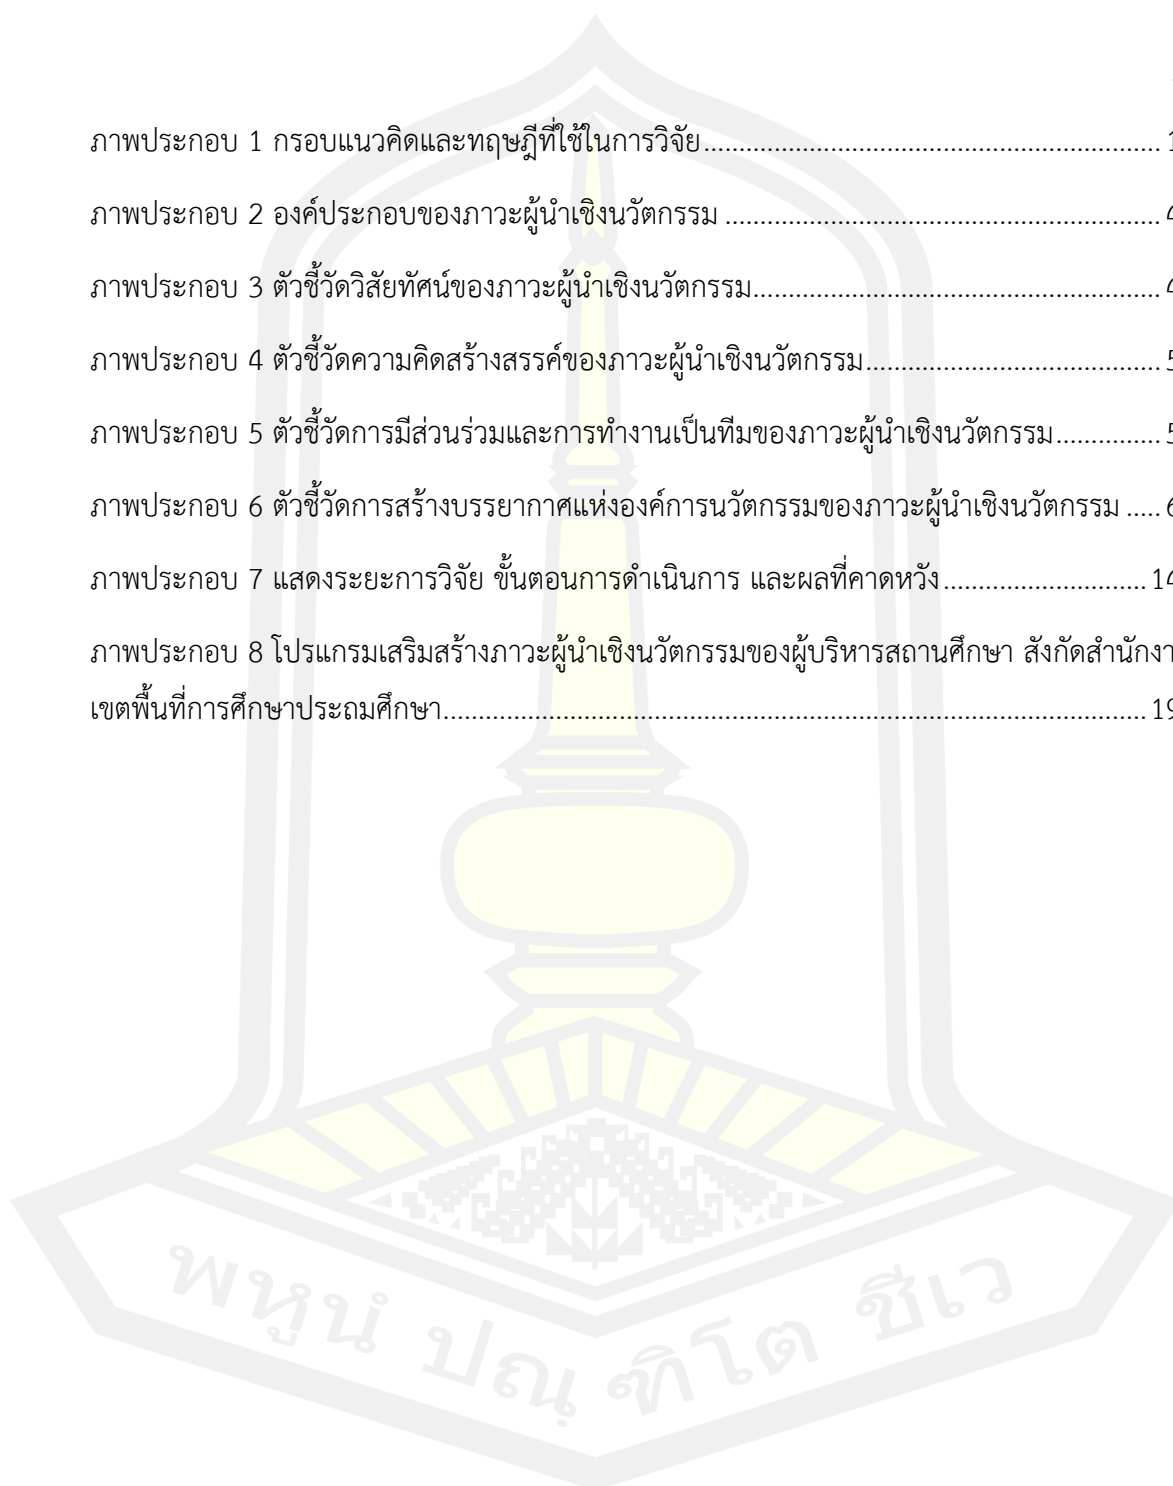 ภาพประกอบ 1 กรอบแนวคิดและทฤษฎีที่ใช้ในการวิจัย
ภาพประกอบ 2 องค์ประกอบของภาวะผู้นำเชิงนวัตกรรม
ภาพประกอบ 3 ตัวชี้วัดวิสัยทัศน์ของภาวะผู้นำเชิงนวัตกรรม
ภาพประกอบ 4 ตัวชี้วัดความคิดสร้างสรรค์ของภาวะผู้นำเชิงนวัตกรรม
ภาพประกอบ 5 ตัวชี้วัดการมีส่วนร่วมและการทำงานเป็นทีมของภาวะผู้นำเชิงนวัตกรรม
ภาพประกอบ 6 ตัวชี้วัดการสร้างบรรยากาศแห่งองค์การนวัตกรรมของภาวะผู้นำเชิงนวัตกรรม
ภาพประกอบ 7 แสดงระยะการวิจัย ขั้นตอนการดำเนินการ และผลที่คาดหวัง
ภาพประกอบ 8 โปรแกรมเสริมสร้างภาวะผู้นำเชิงนวัตกรรมของผู้บริหารสถานศึกษา
เขตพื้นที่การศึกษาประถมศึกษา
พหูนํ ปณฺ ฑิโต ชีเว